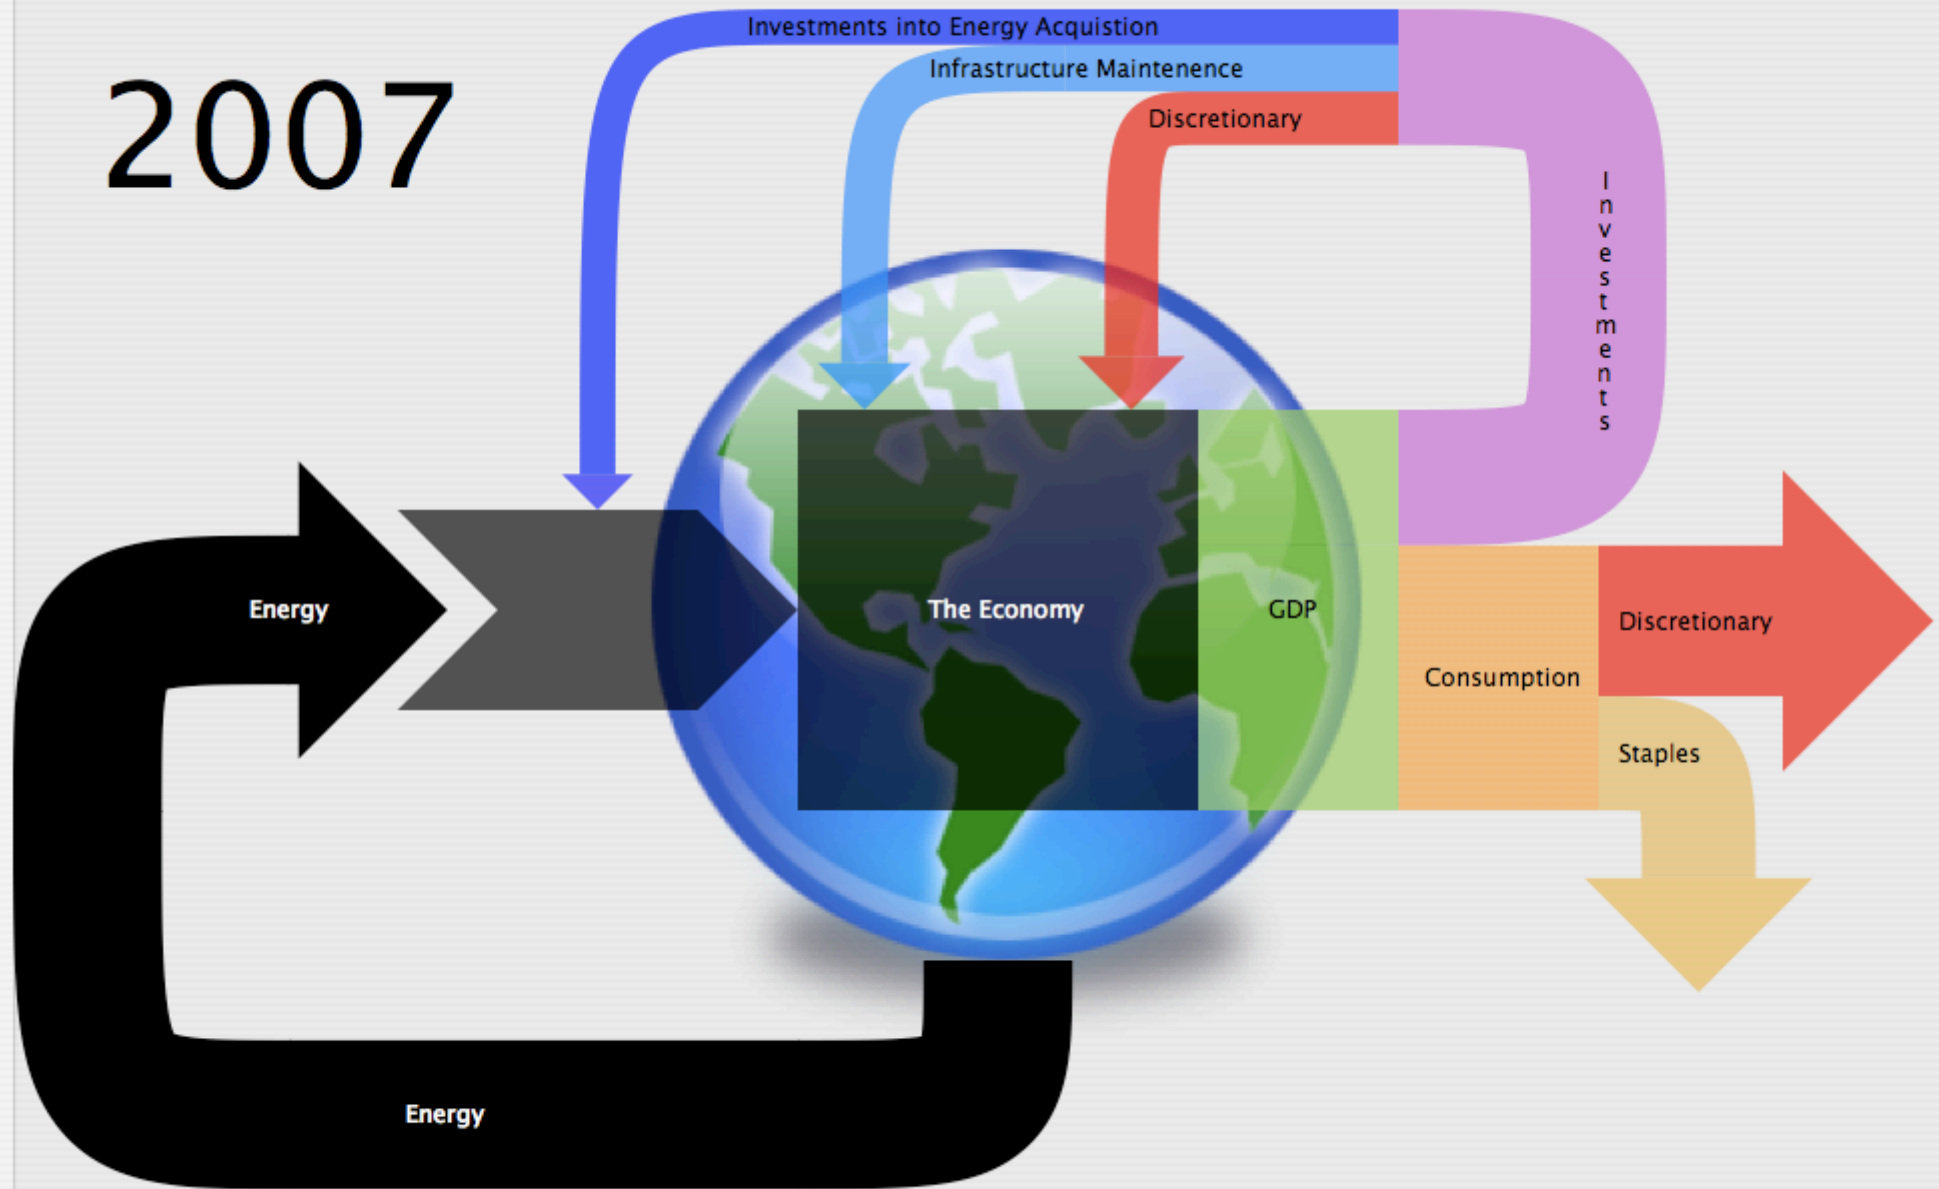 Investments into Energy Acquistion
Infrastructure Maintenence
2007
Discretionary
Investments
Energy
The Economy
GDP
Discretionary
Consumption
Staples
Energy